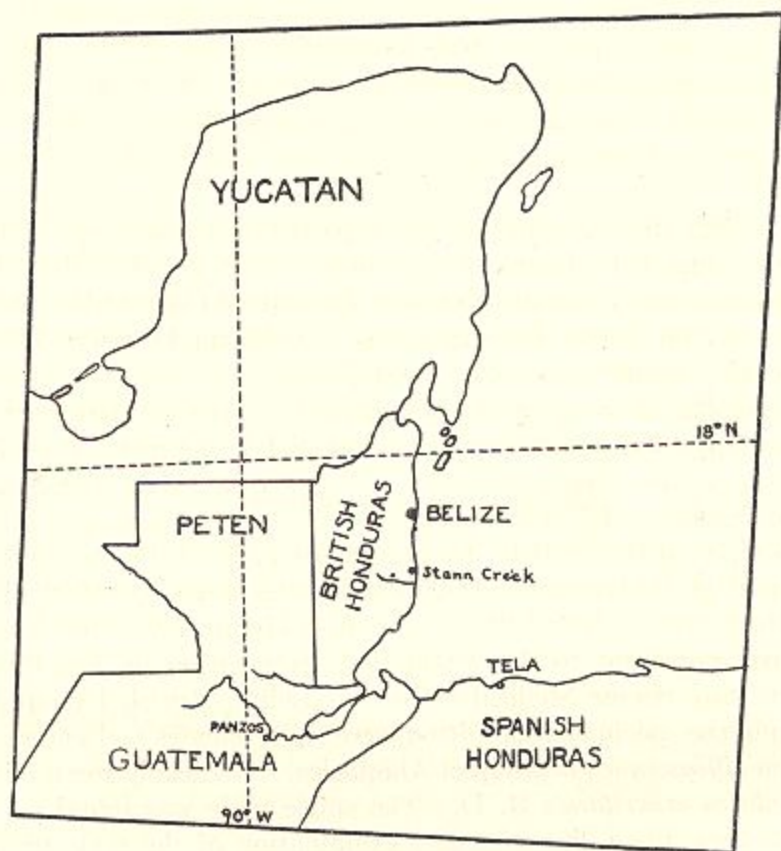 YUCATAN
18° N
PETEN
BRITISH
HONDURAS
BELIZE
Stann Creek
TELA
PANZOS
GUATEMALA
SPANISH
HONDURAS
90° W